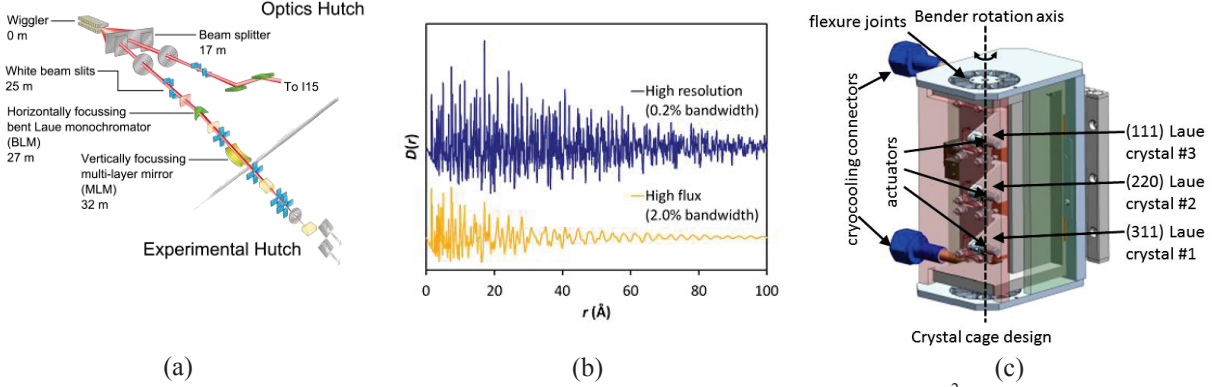 Optics Hutch
Wiggler
0 m
Beam splitter
17 m
White beam slits
25 m
To I15
Horizontally focussing
bent Laue monochromator
(BLM)
27 m
Vertically focussing
multi-layer mirror
(MLM)
32 m
Experimental Hutch
(a)
D(r)
High resolution
(0.2% bandwidth)
High flux
(2.0% bandwidth)
0 20 40 60 80 100
r (Å)
(b)
flexure joints
Bender rotation axis
cryocooling connectors
actuators
(111) Laue
crystal #3
(220) Laue
crystal #2
(311) Laue
crystal #1
Crystal cage design
(c)